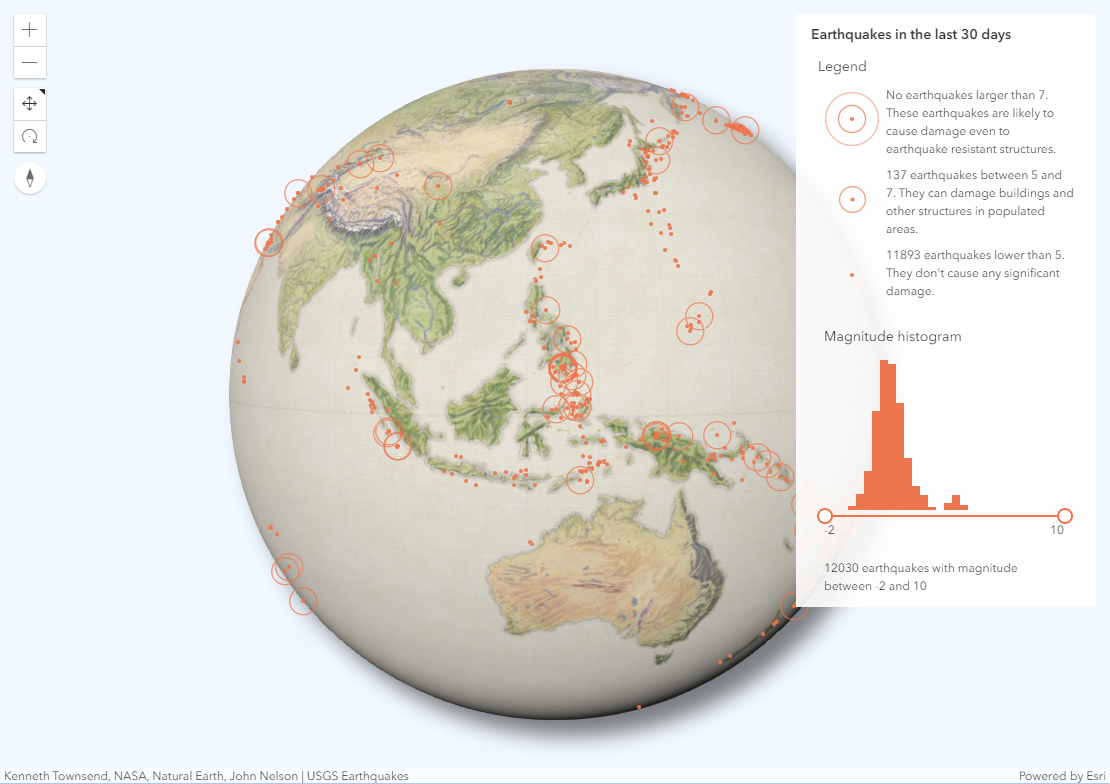 Earthquakes in the last 30 days
Legend
No earthquakes larger than 7.
These earthquakes are likely to
cause damage even to
earthquake resistant structures.
137 earthquakes between 5 and
7. They can damage buildings and
other structures in populated
areas.
11893 earthquakes lower than 5.
They don't cause any significant
damage.
Magnitude histogram
-2
10
12030 earthquakes with magnitude
between -2 and 10
Kenneth Townsend, NASA, Natural Earth, John Nelson | USGS Earthquakes
Powered by Esri